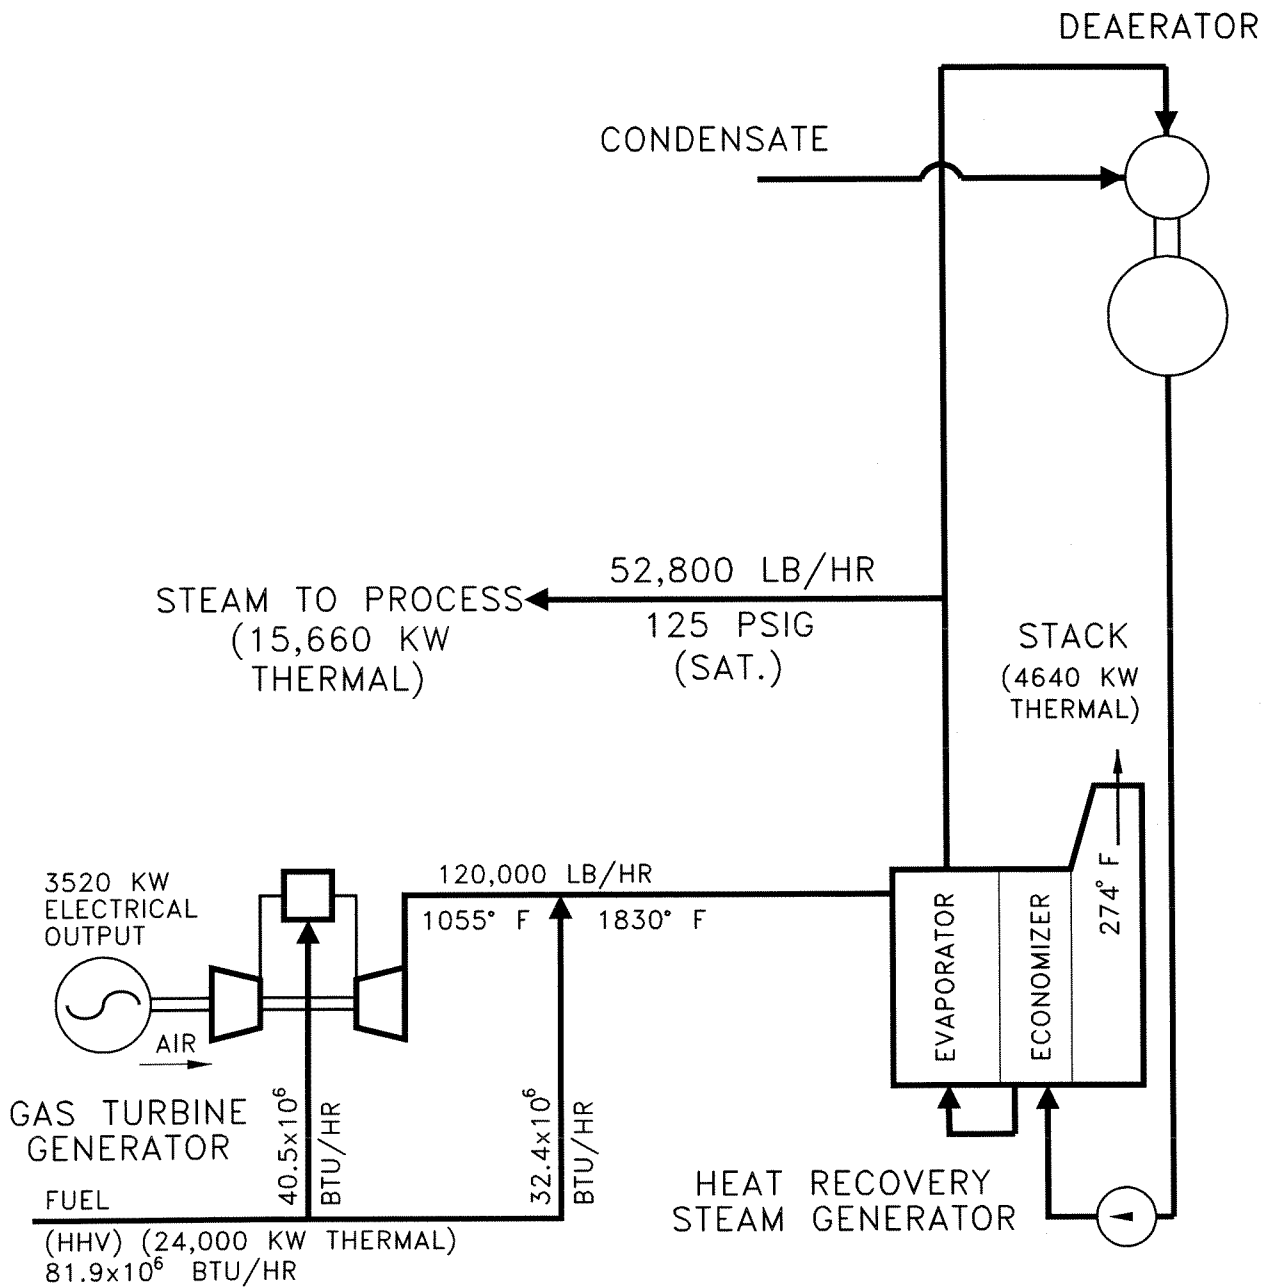 DEAERATOR
CONDENSATE
52,800 LB/HR
STEAM TO PROCESS
(15,660 KW
THERMAL)
125 PSIG
(SAT.)
STACK
(4640 KW
THERMAL)
3520 KW
ELECTRICAL
OUTPUT
120,000 LB/HR
1055° F
1830° F
EVAPORATOR
ECONOMIZER
274° F
AIR
GAS TURBINE
GENERATOR
40.5x10⁶
BTU/HR
32.4x10⁶
BTU/HR
HEAT RECOVERY
STEAM GENERATOR
FUEL
(HHV) (24,000 KW THERMAL)
81.9x10⁶ BTU/HR